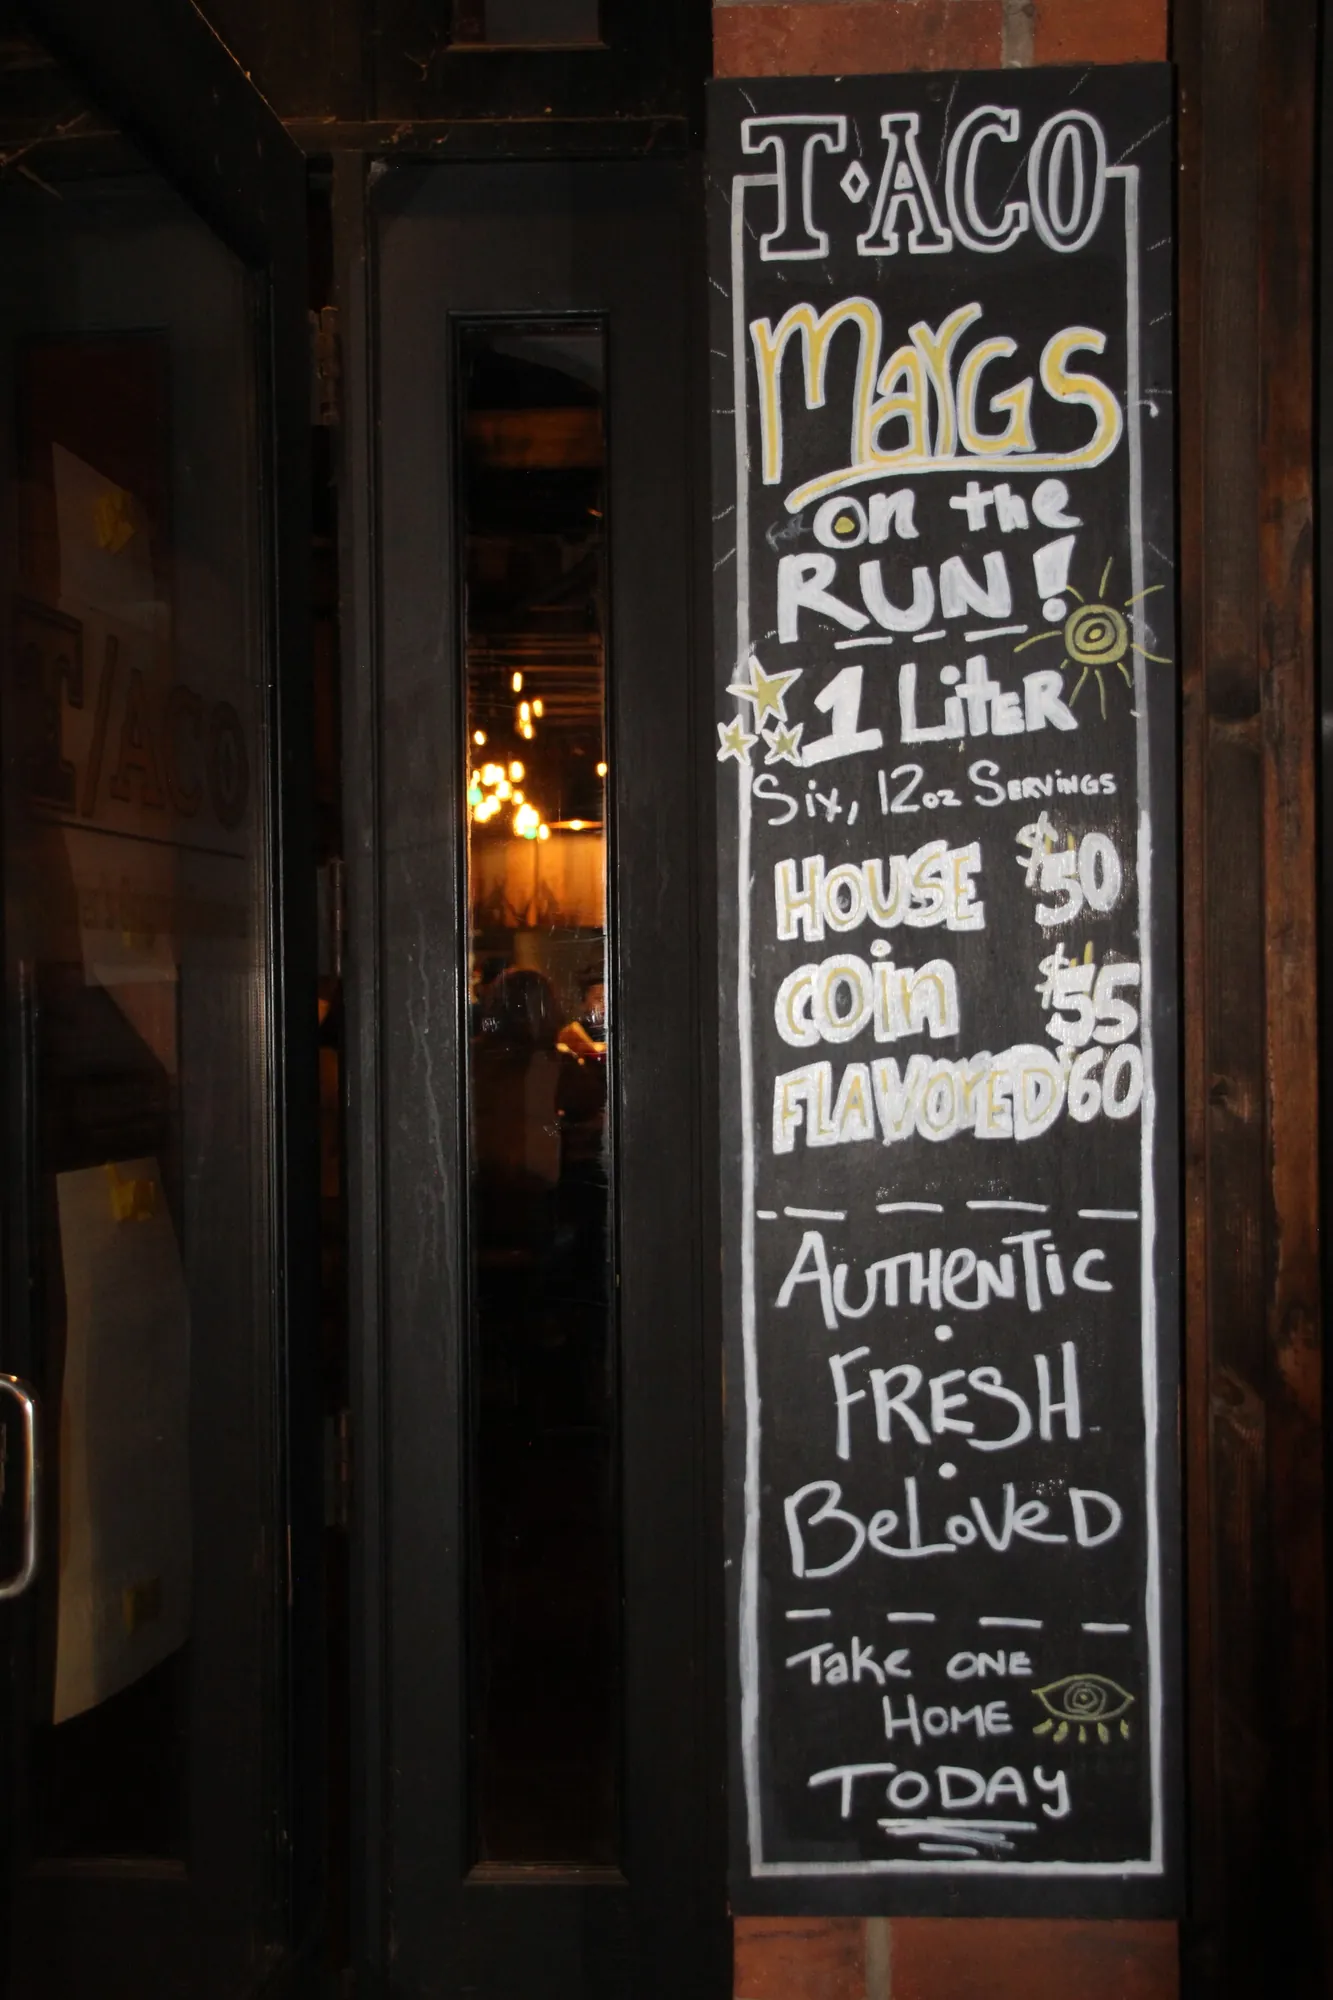 T/ACO
T·ACO
Margs
on the
RUN!
1 LiTER
Six, 12oz SERViNGS
HOUSE $50
COin $55
FLAVOrED $60
AUTHeNTiC
FRESH
BeLoVeD
Take ONE
HOME
TODAY